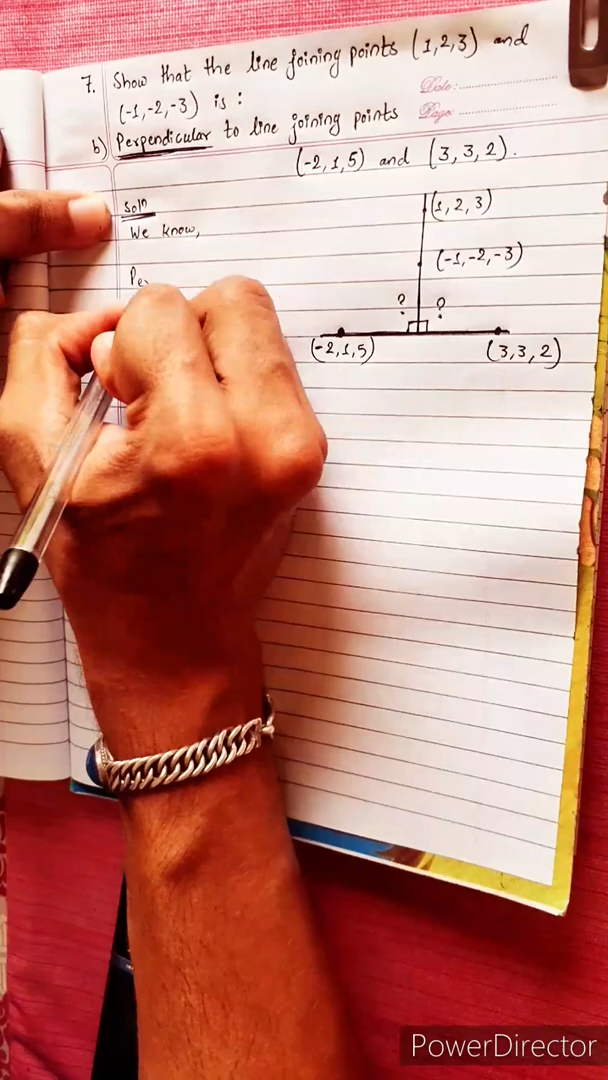 7. Show that the line joining points (1,2,3) and
(-1,-2,-3) is :
Date:
b) Perpendicular to line joining points
Page:
(-2,1,5) and (3,3,2).
Solⁿ
We know,
(1,2,3)
(-1,-2,-3)
Pe
? ?
(-2,1,5) (3,3,2)
PowerDirector